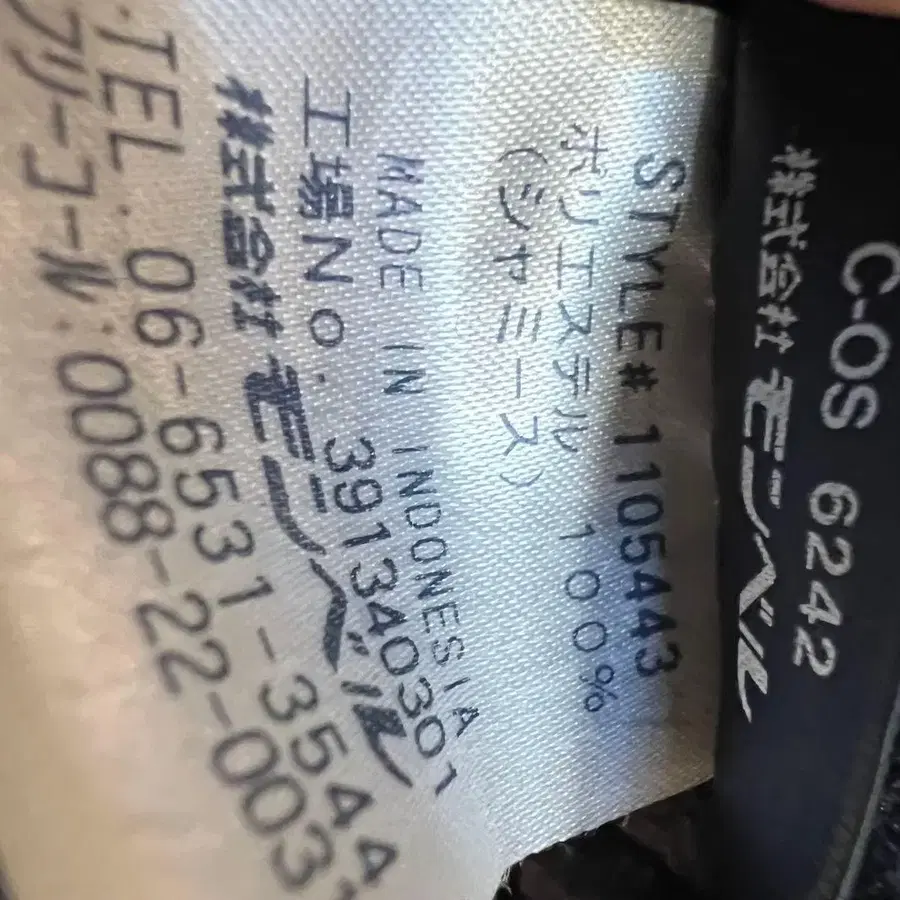 C-OS 6242
株式会社モンベル
STYLE#1105443
ポリエステル 100%
(シャミース)
MADE IN INDONESIA
工場No. 391340301
株式会社モンベル
TEL. 06-6531-3544
フリーコール:0088-22-003